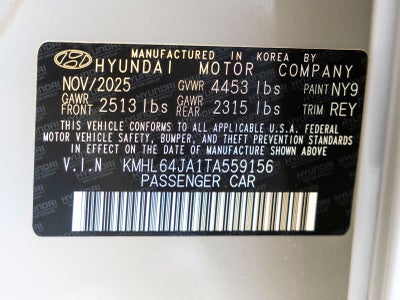 MANUFACTURED IN KOREA BY
HYUNDAI MOTOR COMPANY
NOV/2025 GVWR 4453 lbs PAINT NY9
GAWR FRONT 2513 lbs GAWR REAR 2315 lbs TRIM REY
THIS VEHICLE CONFORMS TO ALL APPLICABLE U.S.A. FEDERAL
MOTOR VEHICLE SAFETY, BUMPER, AND THEFT PREVENTION STANDARDS
IN EFFECT ON THE DATE OF MANUFACTURE SHOWN ABOVE.
V.I.N KMHL64JA1TA559156
PASSENGER CAR